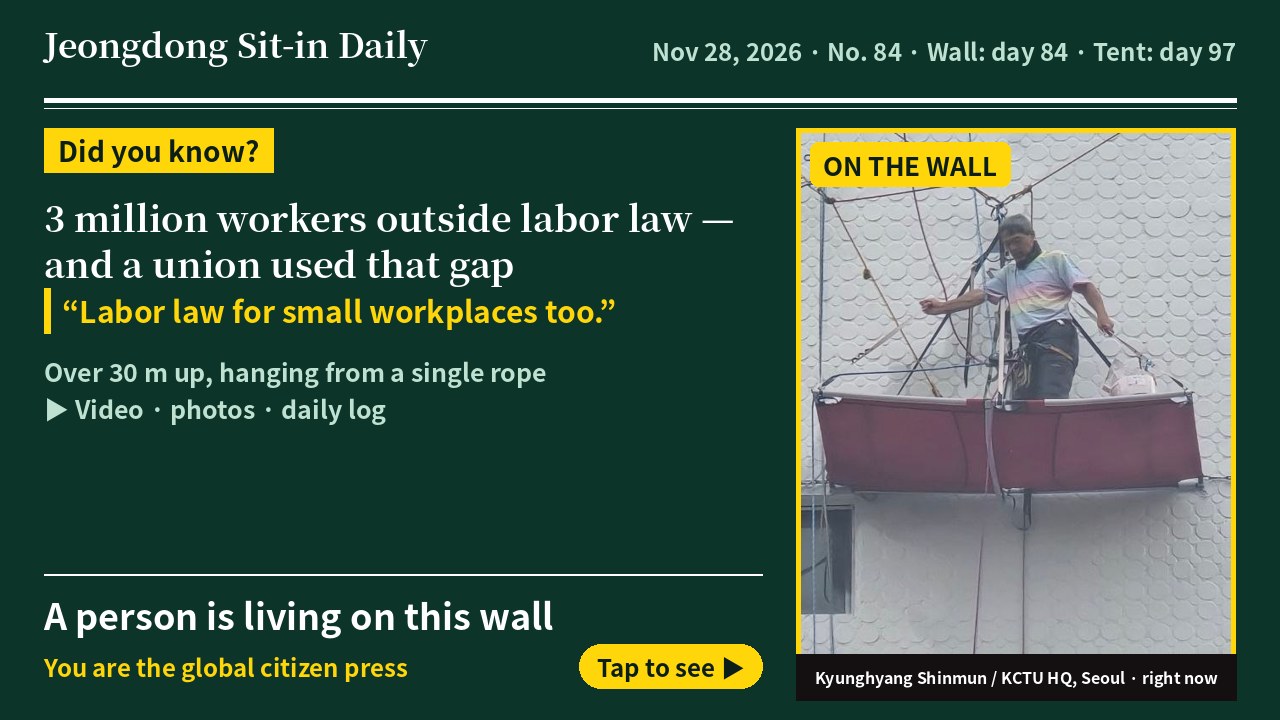 Jeongdong Sit-in Daily
Nov 28, 2026 · No. 84 · Wall: day 84 · Tent: day 97
Did you know?
3 million workers outside labor law —
and a union used that gap
“Labor law for small workplaces too.”
Over 30 m up, hanging from a single rope
▶ Video · photos · daily log
A person is living on this wall
You are the global citizen press
Tap to see ▶
ON THE WALL
Kyunghyang Shinmun / KCTU HQ, Seoul · right now